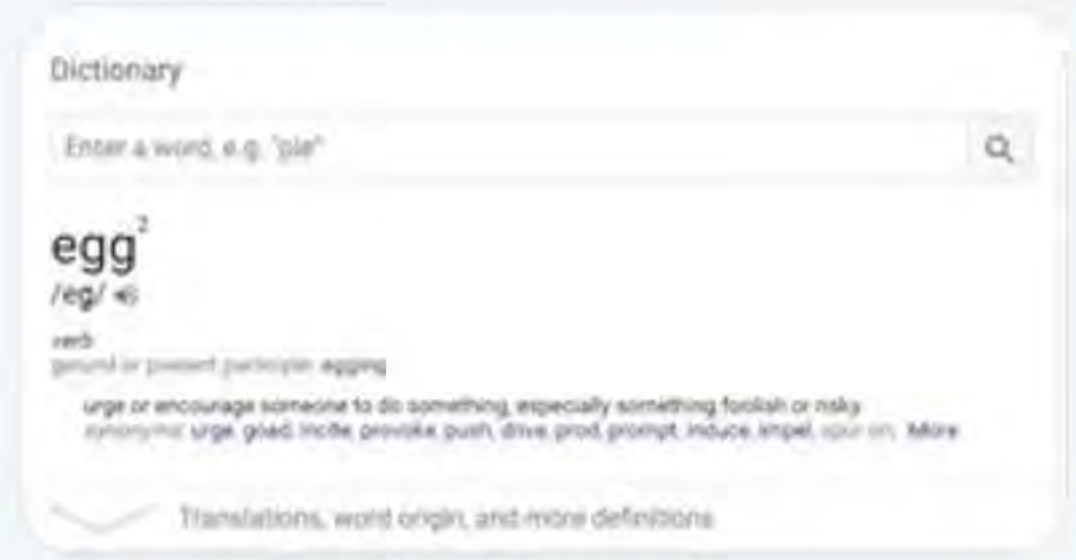 Dictionary
Enter a word, e.g. "pie"
egg²
/eg/
verb
gerund or present participle: egging
urge or encourage someone to do something, especially something foolish or risky.
synonyms: urge, goad, incite, provoke, push, drive, prod, prompt, induce, impel, spur on; More
Translations, word origin, and more definitions